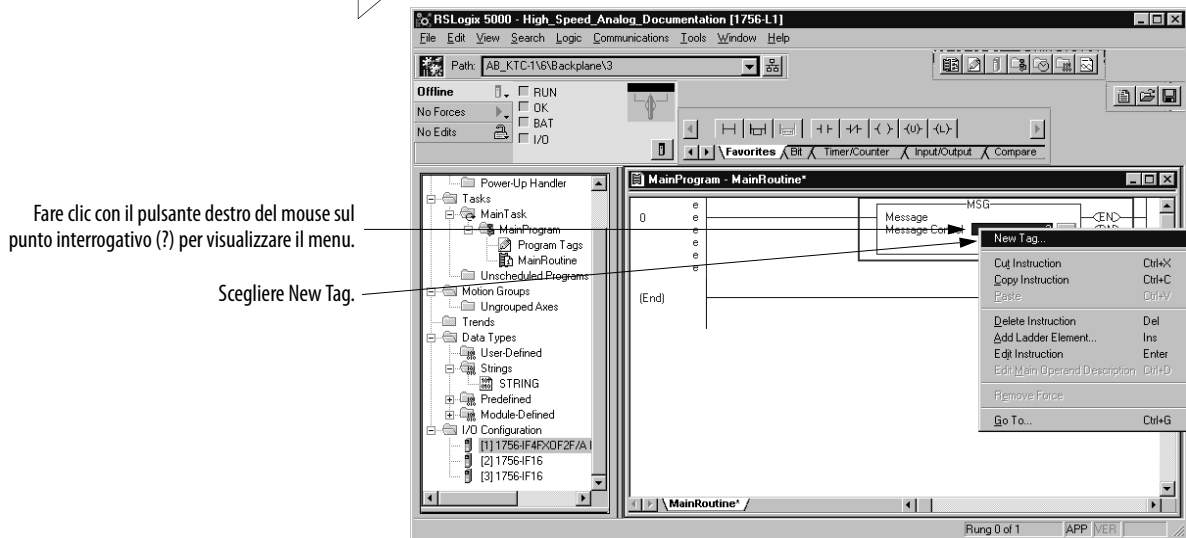 RSLogix 5000 - High_Speed_Analog_Documentation [1756-L1]
File Edit View Search Logic Communications Tools Window Help
Path: AB_KTC-1\6\Backplane\3
Offline
RUN
No Forces
OK
No Edits
BAT
I/O
Favorites Bit Timer/Counter Input/Output Compare
Power-Up Handler
Tasks
MainTask
MainProgram
Program Tags
MainRoutine
Unscheduled Programs
Motion Groups
Ungrouped Axes
Trends
Data Types
User-Defined
Strings
STRING
Predefined
Module-Defined
I/O Configuration
[1] 1756-IF4FXOF2F/A
[2] 1756-IF16
[3] 1756-IF16
MainProgram - MainRoutine*
0
e
e
e
e
e
e
MSG
Message
Message Control
(EN)
(End)
New Tag...
Cut Instruction Ctrl+X
Copy Instruction Ctrl+C
Paste Ctrl+V
Delete Instruction Del
Add Ladder Element... Ins
Edit Instruction Enter
Edit Main Operand Description Ctrl+D
Remove Force
Go To... Ctrl+G
MainRoutine*
Rung 0 of 1 APP VER
Fare clic con il pulsante destro del mouse sul
punto interrogativo (?) per visualizzare il menu.
Scegliere New Tag.